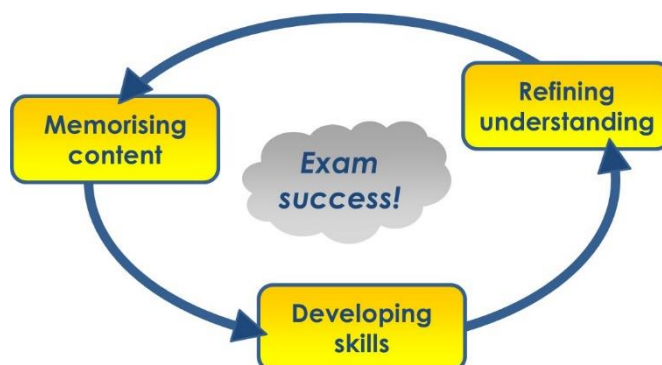 Refining
understanding
Memorising
content
Exam
success!
Developing
skills